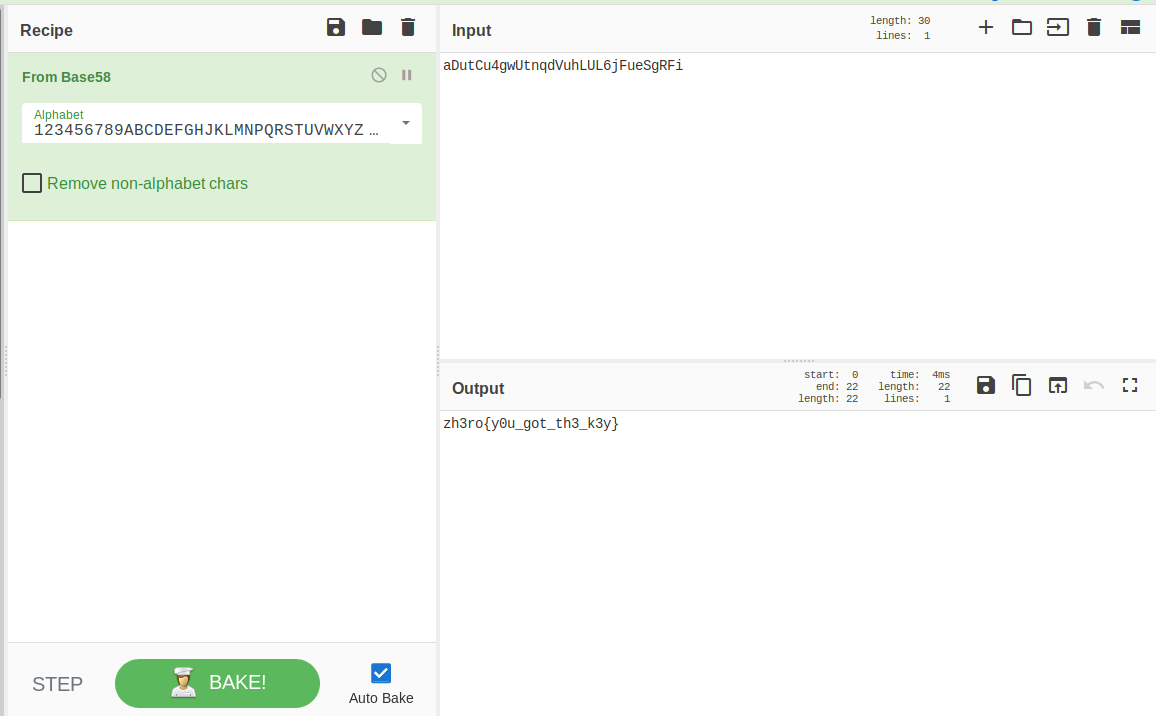 Recipe
From Base58
Alphabet
123456789ABCDEFGHJKLMNPQRSTUVWXYZ …
Remove non-alphabet chars
STEP
BAKE!
Auto Bake
Input
length: 30
lines: 1
aDutCu4gwUtnqdVuhLUL6jFueSgRFi
Output
start: 0 time: 4ms
end: 22 length: 22
length: 22 lines: 1
zh3ro{y0u_got_th3_k3y}